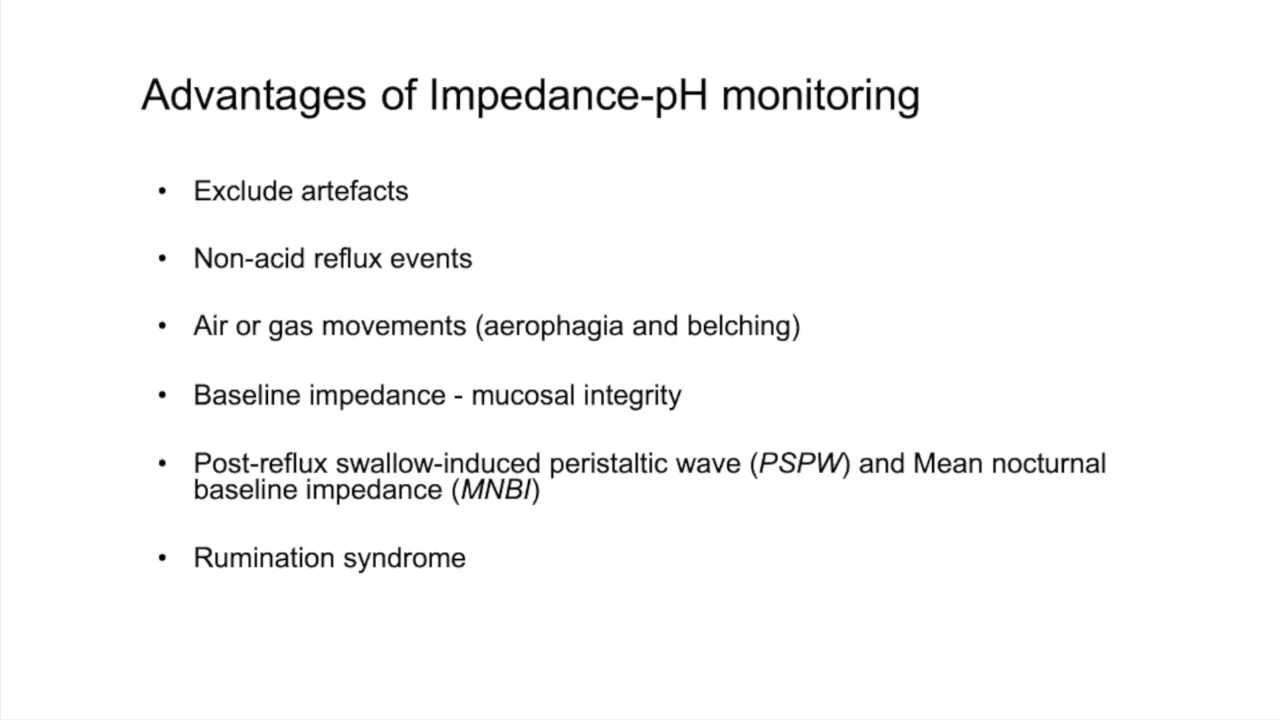 Advantages of Impedance-pH monitoring
• Exclude artefacts
• Non-acid reflux events
• Air or gas movements (aerophagia and belching)
• Baseline impedance - mucosal integrity
• Post-reflux swallow-induced peristaltic wave (PSPW) and Mean nocturnal
baseline impedance (MNBI)
• Rumination syndrome